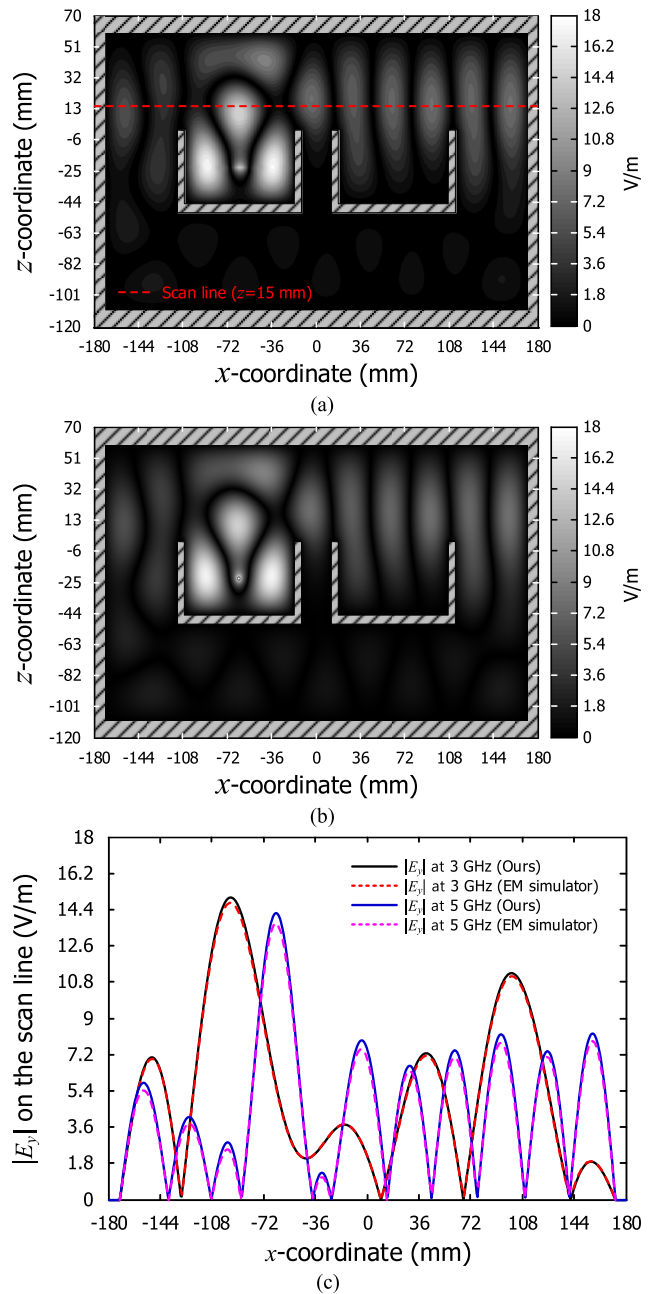 70
51
32
13
-6
-25
-44
-63
-82
-101
-120
z-coordinate (mm)
Scan line (z=15 mm)
-180 -144 -108 -72 -36 0 36 72 108 144 180
x-coordinate (mm)
18
16.2
14.4
12.6
10.8
9
7.2
5.4
3.6
1.8
0
V/m
(a)
70
51
32
13
-6
-25
-44
-63
-82
-101
-120
z-coordinate (mm)
-180 -144 -108 -72 -36 0 36 72 108 144 180
x-coordinate (mm)
18
16.2
14.4
12.6
10.8
9
7.2
5.4
3.6
1.8
0
V/m
(b)
18
16.2
14.4
12.6
10.8
9
7.2
5.4
3.6
1.8
0
|Ey| on the scan line (V/m)
|Ey| at 3 GHz (Ours)
|Ey| at 3 GHz (EM simulator)
|Ey| at 5 GHz (Ours)
|Ey| at 5 GHz (EM simulator)
-180 -144 -108 -72 -36 0 36 72 108 144 180
x-coordinate (mm)
(c)